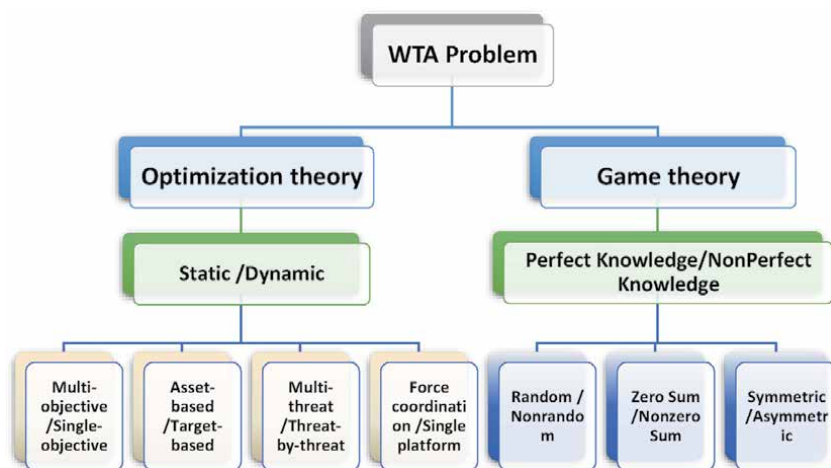 WTA Problem
Optimization theory
Game theory
Static /Dynamic
Perfect Knowledge/NonPerfect
Knowledge
Multi-
objective
/Single-
objective
Asset-
based
/Target-
based
Multi-
threat
/Threat-
by-threat
Force
coordinati
on /Single
platform
Random /
Nonrando
m
Zero Sum
/Nonzero
Sum
Symmetric
/Asymmetr
ic